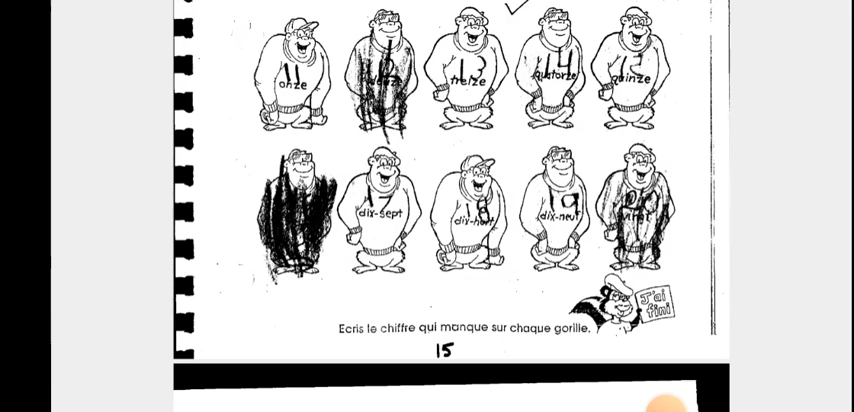 11 13 14
onze treize quatorze quinze
17 18 19
dix-sept dix-huit dix-neuf vingt
J'ai
fini
Ecris le chiffre qui manque sur chaque gorille.
15